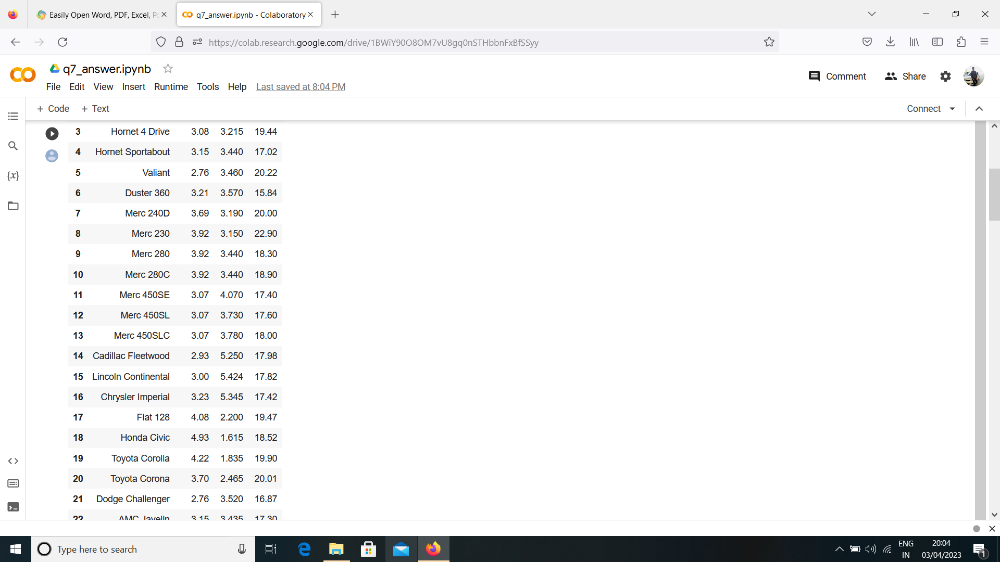 Easily Open Word, PDF, Excel, Po
q7_answer.ipynb - Colaboratory
https://colab.research.google.com/drive/1BWiY90O8OM7vU8gq0nSTHbbnFxBfSSyy
q7_answer.ipynb
Comment
Share
File Edit View Insert Runtime Tools Help Last saved at 8:04 PM
+ Code + Text
Connect
3 Hornet 4 Drive 3.08 3.215 19.44
4 Hornet Sportabout 3.15 3.440 17.02
5 Valiant 2.76 3.460 20.22
6 Duster 360 3.21 3.570 15.84
7 Merc 240D 3.69 3.190 20.00
8 Merc 230 3.92 3.150 22.90
9 Merc 280 3.92 3.440 18.30
10 Merc 280C 3.92 3.440 18.90
11 Merc 450SE 3.07 4.070 17.40
12 Merc 450SL 3.07 3.730 17.60
13 Merc 450SLC 3.07 3.780 18.00
14 Cadillac Fleetwood 2.93 5.250 17.98
15 Lincoln Continental 3.00 5.424 17.82
16 Chrysler Imperial 3.23 5.345 17.42
17 Fiat 128 4.08 2.200 19.47
18 Honda Civic 4.93 1.615 18.52
19 Toyota Corolla 4.22 1.835 19.90
20 Toyota Corona 3.70 2.465 20.01
21 Dodge Challenger 2.76 3.520 16.87
22 AMC Javelin 3.15 3.435 17.30
{x}
Type here to search
ENG
IN
20:04
03/04/2023
1